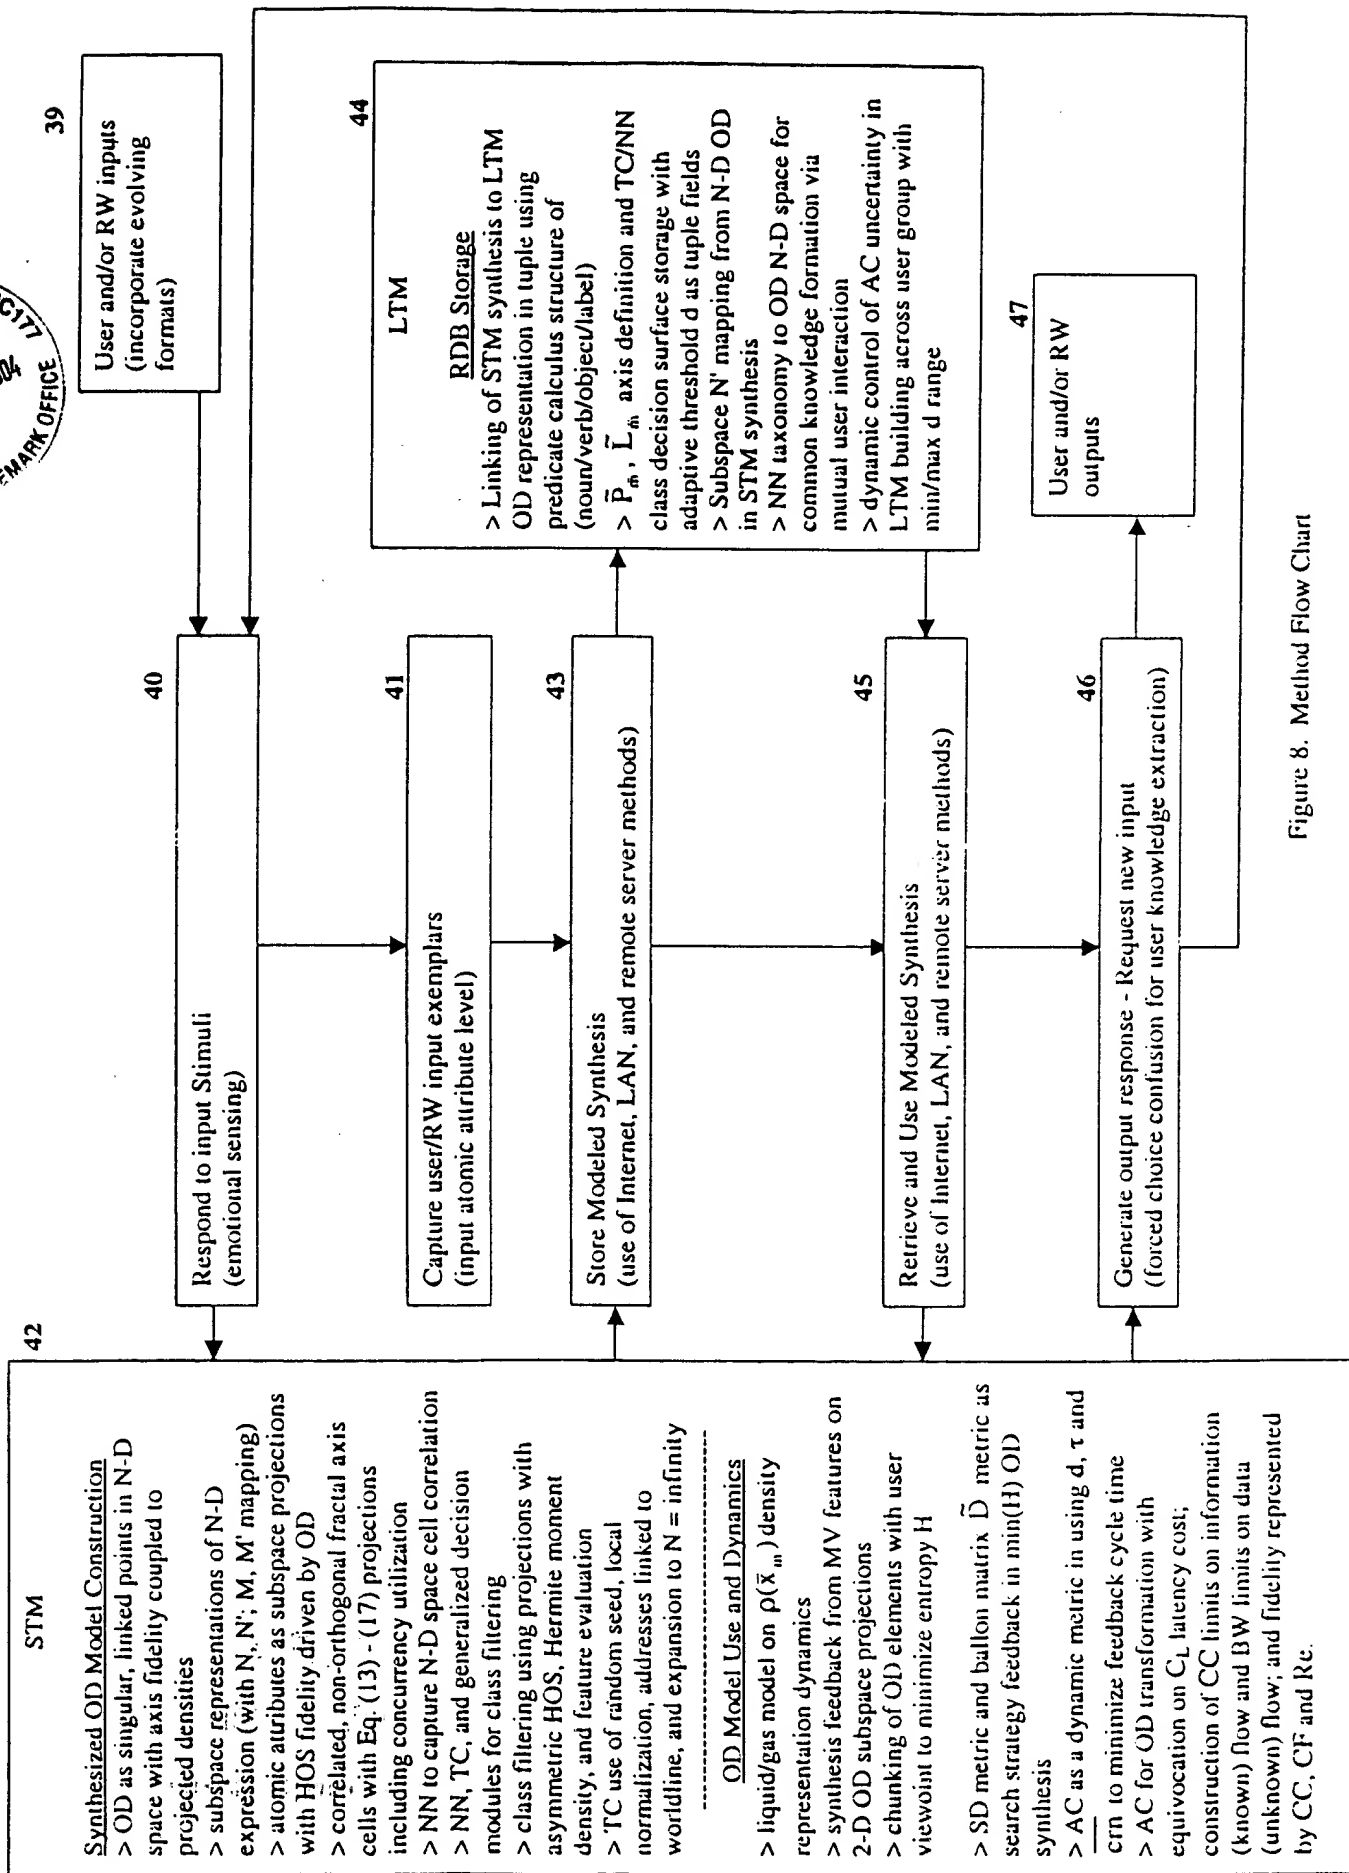 C177
504
EMARK OFFICE
39
User and/or RW inputs
(incorporate evolving
formats)
40
Respond to input Stimuli
(emotional sensing)
41
Capture user/RW input exemplars
(input atomic attribute level)
43
Store Modeled Synthesis
(use of Internet, LAN, and remote server methods)
44
LTM
RDB Storage
> Linking of STM synthesis to LTM
OD representation in tuple using
predicate calculus structure of
(noun/verb/object/label)
> P̃_m̃, L̃_m̃ axis definition and TC/NN
class decision surface storage with
adaptive threshold d as tuple fields
> Subspace N' mapping from N-D OD
in STM synthesis
> NN taxonomy to OD N-D space for
common knowledge formation via
mutual user interaction
> dynamic control of AC uncertainty in
LTM building across user group with
min/max d range
45
Retrieve and Use Modeled Synthesis
(use of Internet, LAN, and remote server methods)
46
Generate output response - Request new input
(forced choice confusion for user knowledge extraction)
47
User and/or RW
outputs
42
STM
Synthesized OD Model Construction
> OD as singular, linked points in N-D
space with axis fidelity coupled to
projected densities
> subspace representations of N-D
expression (with N, N'; M, M' mapping)
> atomic attributes as subspace projections
with HOS fidelity driven by OD
> correlated, non-orthogonal fractal axis
cells with Eq. (13) - (17) projections
including concurrency utilization
> NN to capture N-D space cell correlation
> NN, TC, and generalized decision
modules for class filtering
> class filtering using projections with
asymmetric HOS, Hermite moment
density, and feature evaluation
> TC use of random seed, local
normalization, addresses linked to
worldline, and expansion to N = infinity
OD Model Use and Dynamics
> liquid/gas model on ρ(x̃_m) density
representation dynamics
> synthesis feedback from MV features on
2-D OD subspace projections
> chunking of OD elements with user
viewoint to minimize entropy H
> SD metric and ballon matrix D̃ metric as
search strategy feedback in min(H) OD
synthesis
> AC as a dynamic metric in using d, τ and
crn to minimize feedback cycle time
> AC for OD transformation with
equivocation on C_L latency cost;
construction of CC limits on information
(known) flow and BW limits on data
(unknown) flow; and fidelity represented
by CC, CF and Re.
Figure 8. Method Flow Chart